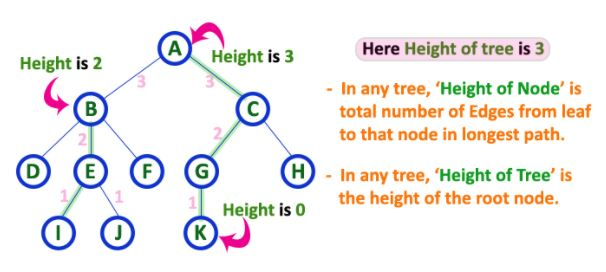 A
Height is 3
Here Height of tree is 3
Height is 2
3
3
- In any tree, ‘Height of Node’ is
total number of Edges from leaf
to that node in longest path.
B
C
2
2
D
E
F
G
H
- In any tree, ‘Height of Tree’ is
the height of the root node.
1
1
1
Height is 0
I
J
K